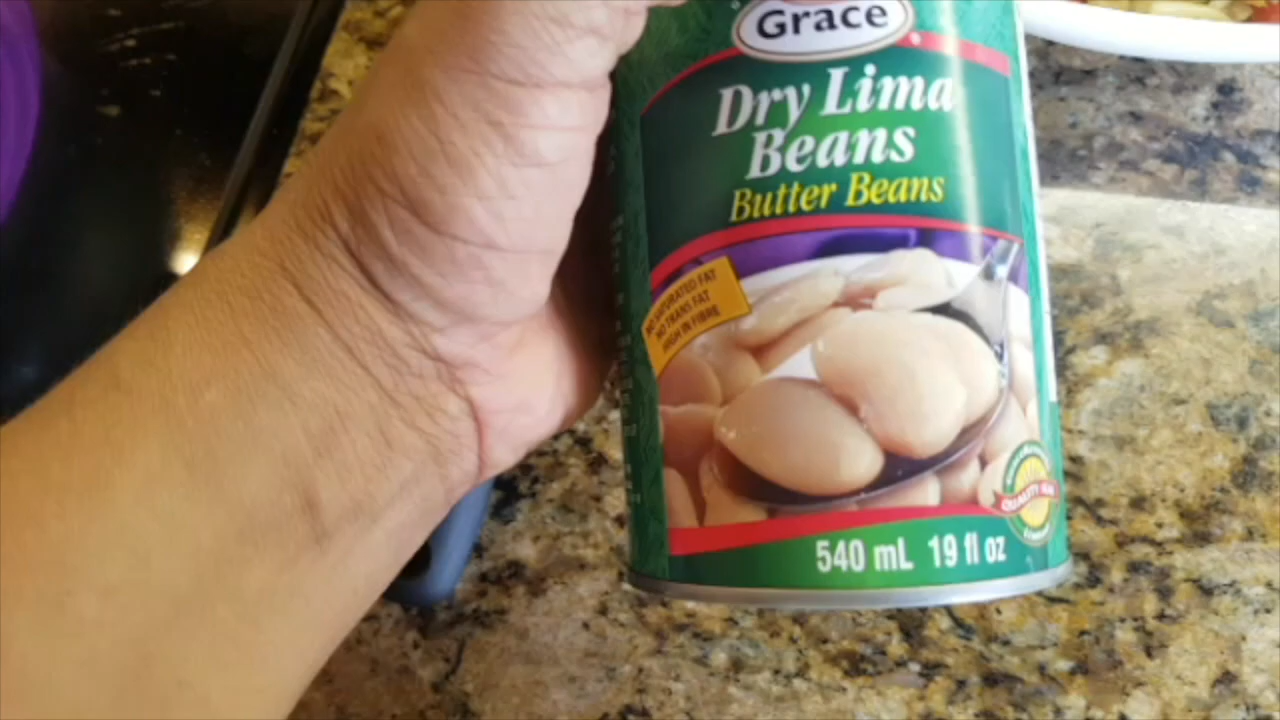 Grace
Dry Lima
Beans
Butter Beans
NO SATURATED FAT
NO TRANS FAT
HIGH IN FIBRE
QUALITY
540 mL 19 fl oz